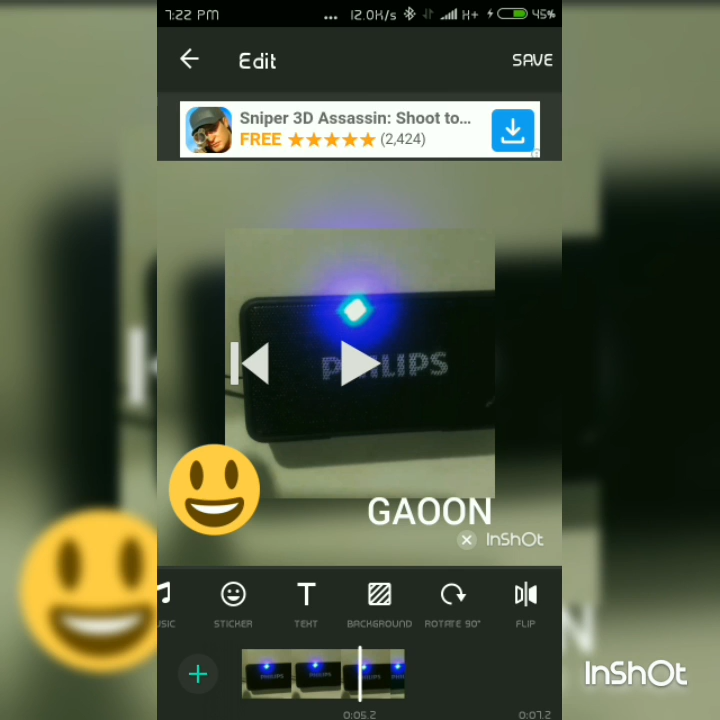 7:22 PM ... 12.0K/s H+ 45%
Edit SAVE
Sniper 3D Assassin: Shoot to...
FREE (2,424)
PHILIPS
GAOON
InShOt
USIC STICKER TEXT BACKGROUND ROTATE 90° FLIP
InShOt
0:05.2 0:07.2